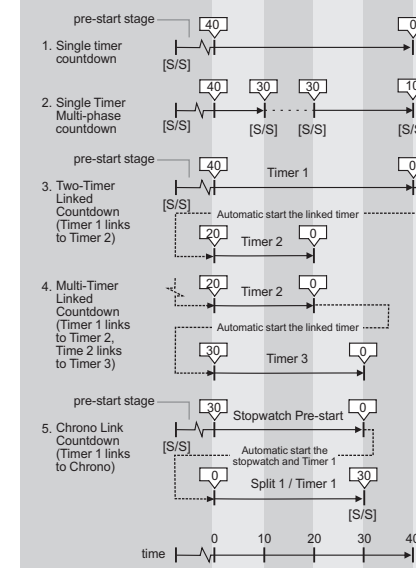 pre-start stage
40
0
1. Single timer
countdown
[S/S]
40 30 30 10
2. Single Timer
Multi-phase
countdown
[S/S] [S/S] [S/S]
pre-start stage
40
0
Timer 1
3. Two-Timer
Linked
Countdown
(Timer 1 links
to Timer 2)
[S/S]
Automatic start the linked timer
20 Timer 2 0
4. Multi-Timer
Linked
Countdown
(Timer 1 links
to Timer 2,
Time 2 links
to Timer 3)
20 Timer 2 0
Automatic start the linked timer
30 Timer 3 0
pre-start stage
30 Stopwatch Pre-start 0
5. Chrono Link
Countdown
(Timer 1 links
to Chrono)
[S/S]
Automatic start the
stopwatch and Timer 1
0 Split 1 / Timer 1 30
[S/S]
0 10 20 30 40
time